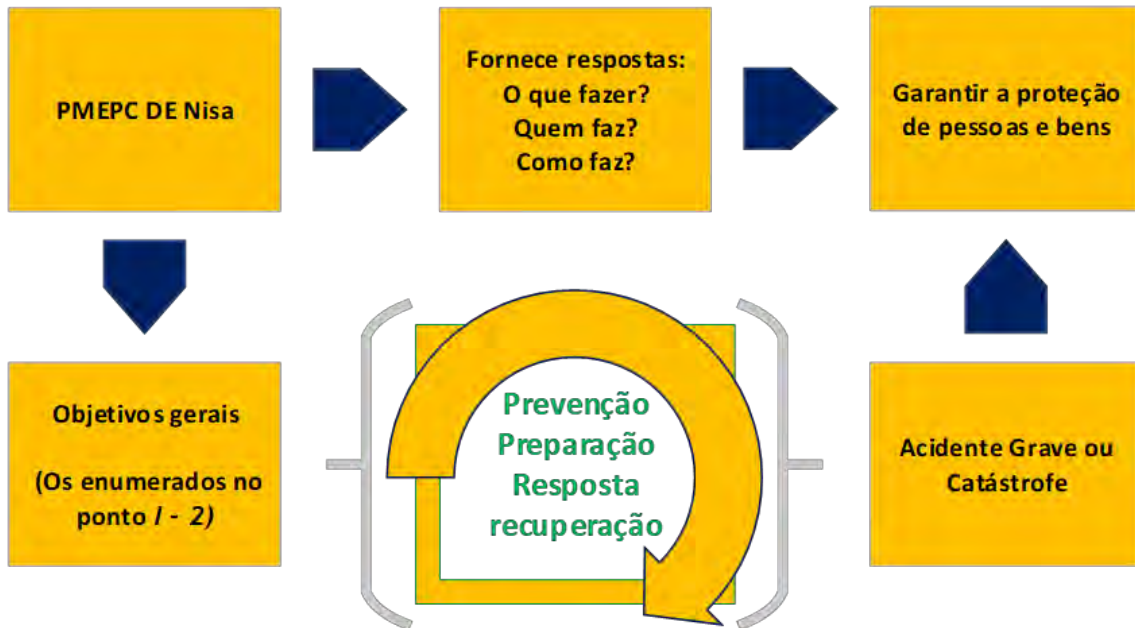 PMEPC DE Nisa
Fornece respostas:
O que fazer?
Quem faz?
Como faz?
Garantir a proteção
de pessoas e bens
Objetivos gerais
(Os enumerados no
ponto I - 2)
Prevenção
Preparação
Resposta
recuperação
Acidente Grave ou
Catástrofe